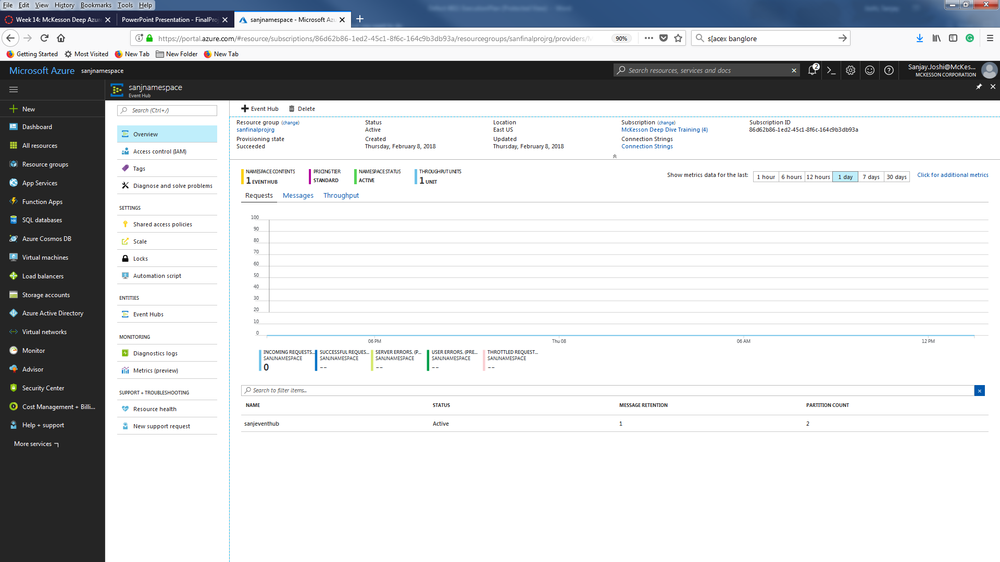 File Edit View History Bookmarks Tools Help
Week 14: McKesson Deep Azur
PowerPoint Presentation - FinalPro
sanjnamespace - Microsoft Azu
https://portal.azure.com/#resource/subscriptions/86d62b86-1ed2-45c1-8f6c-164c9b3db93a/resourcegroups/sanfinalprojrg/providers/M
90%
s[acex banglore
Getting Started Most Visited New Tab New Folder New Tab
Microsoft Azure sanjnamespace
Search resources, services and docs
2
Sanjay.Joshi@McKes...
MCKESSON CORPORATION
sanjnamespace
Event Hub
New
Dashboard
All resources
Resource groups
App Services
Function Apps
SQL databases
Azure Cosmos DB
Virtual machines
Load balancers
Storage accounts
Azure Active Directory
Virtual networks
Monitor
Advisor
Security Center
Cost Management + Billi...
Help + support
More services
Search (Ctrl+/)
Overview
Access control (IAM)
Tags
Diagnose and solve problems
SETTINGS
Shared access policies
Scale
Locks
Automation script
ENTITIES
Event Hubs
MONITORING
Diagnostics logs
Metrics (preview)
SUPPORT + TROUBLESHOOTING
Resource health
New support request
Event Hub Delete
Resource group (change)
sanfinalprojrg
Provisioning state
Succeeded
Status
Active
Created
Thursday, February 8, 2018
Location
East US
Updated
Thursday, February 8, 2018
Subscription (change)
McKesson Deep Dive Training (4)
Connection Strings
Connection Strings
Subscription ID
86d62b86-1ed2-45c1-8f6c-164c9b3db93a
NAMESPACE CONTENTS
1 EVENT HUB
PRICING TIER
STANDARD
NAMESPACE STATUS
ACTIVE
THROUGHPUT UNITS
1 UNIT
Show metrics data for the last: 1 hour 6 hours 12 hours 1 day 7 days 30 days Click for additional metrics
Requests Messages Throughput
100
90
80
70
60
50
40
30
20
10
0
06 PM Thu 08 06 AM 12 PM
INCOMING REQUESTS...
SANJNAMESPACE
0
SUCCESSFUL REQUES...
SANJNAMESPACE
--
SERVER ERRORS. (P...
SANJNAMESPACE
--
USER ERRORS. (PRE...
SANJNAMESPACE
--
THROTTLED REQUEST...
SANJNAMESPACE
--
Search to filter items...
NAME STATUS MESSAGE RETENTION PARTITION COUNT
sanjeventhub Active 1 2